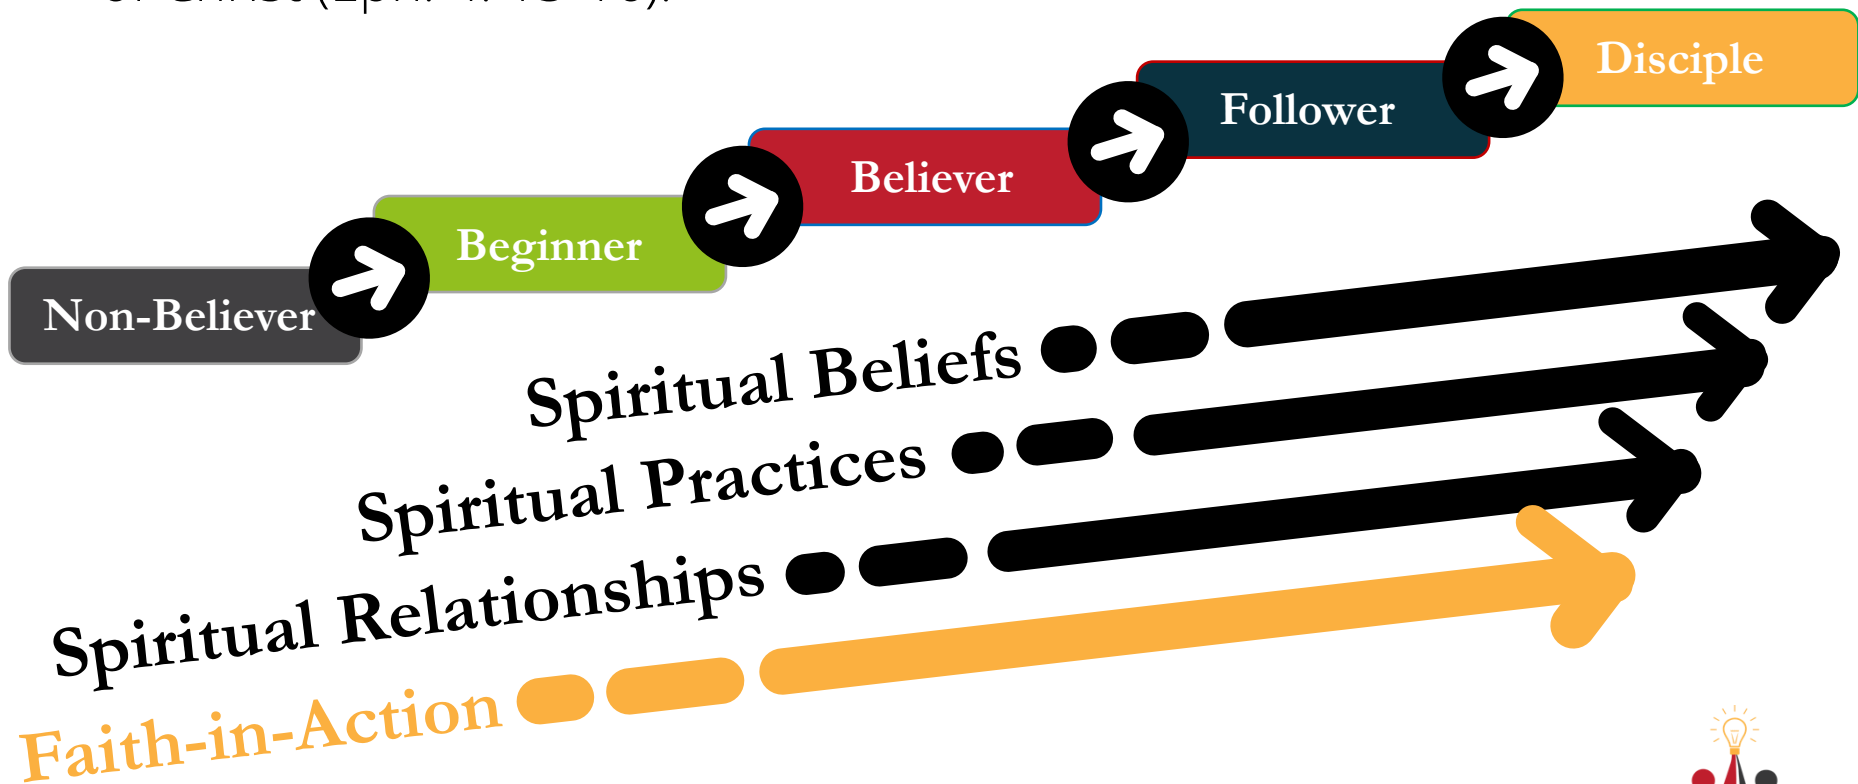 Disciple
Follower
Believer
Beginner
Non-Believer
Spiritual Beliefs
Spiritual Practices
Spiritual Relationships
Faith-in-Action